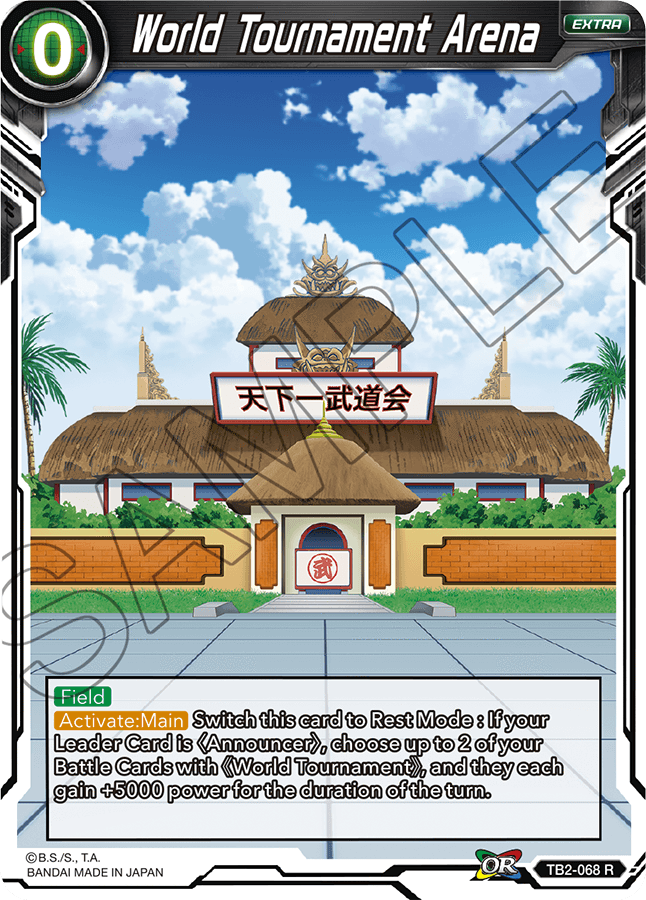 0
World Tournament Arena
EXTRA
天下一武道会
武
SAMPLE
Field
Activate:Main Switch this card to Rest Mode : If your
Leader Card is 〈Announcer〉, choose up to 2 of your
Battle Cards with 《World Tournament》, and they each
gain +5000 power for the duration of the turn.
©B.S./S., T.A.
BANDAI MADE IN JAPAN
OR
TB2-068 R